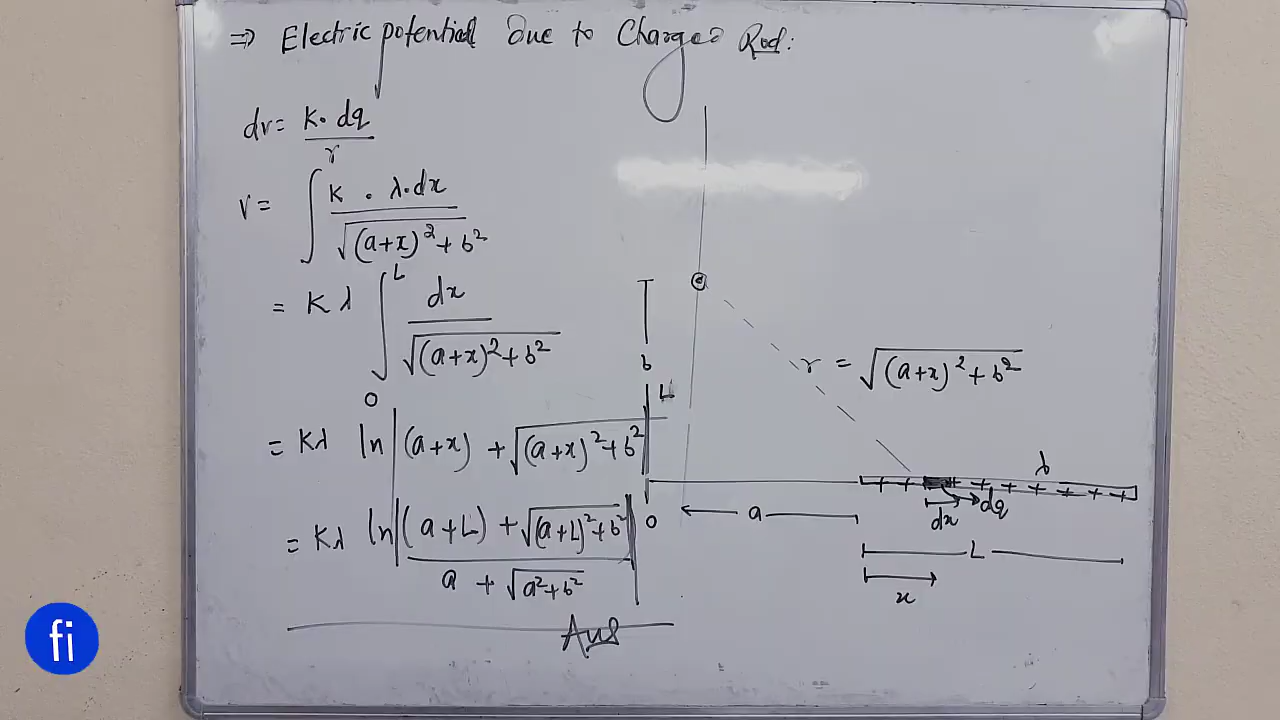 ⇒ Electric potential Due to Charged Rod:
dv = K. dq / r
V = ∫ K . λ.dx / √((a+x)² + b²)
= Kλ ∫₀ᴸ dx / √((a+x)² + b²)
= Kλ ln |(a+x) + √((a+x)² + b²)|₀ᴸ
= Kλ ln |((a+L) + √((a+L)² + b²)) / (a + √(a² + b²))|
Ans
b
r = √((a+x)² + b²)
λ
dq
dx
a
L
x
fi